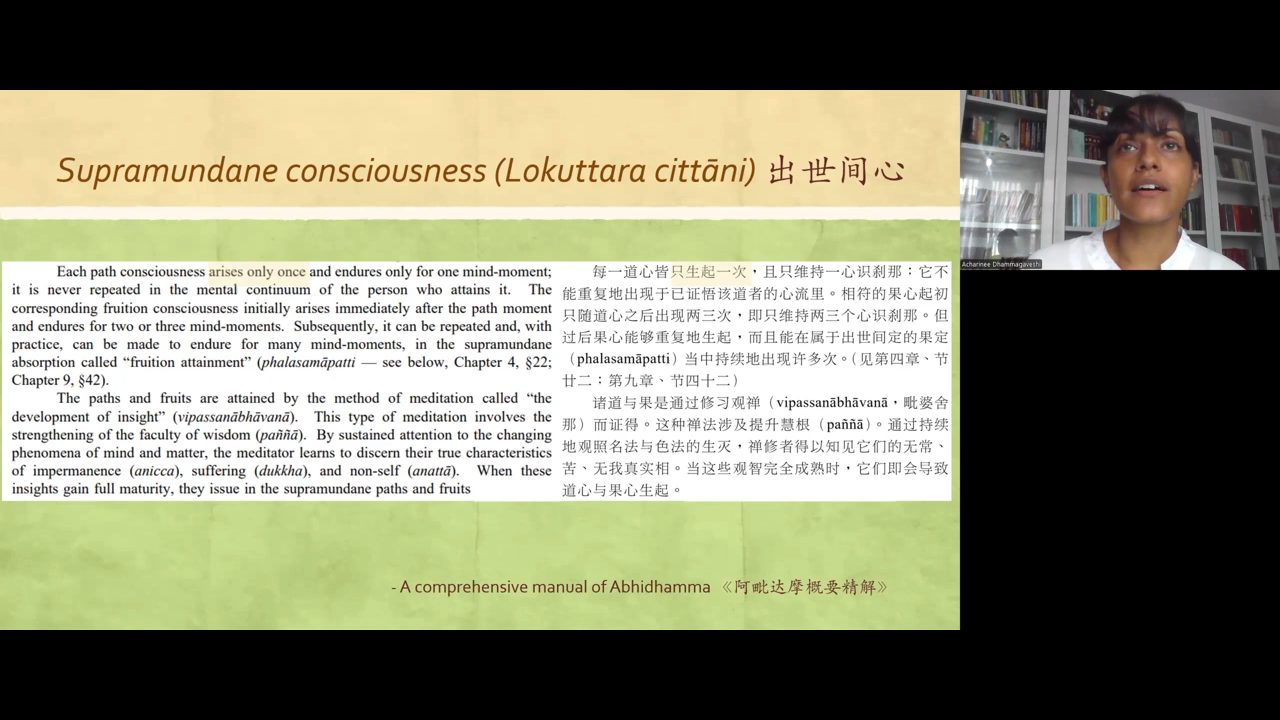 Supramundane consciousness (Lokuttara cittāni) 出世间心
Each path consciousness arises only once and endures only for one mind-moment;
it is never repeated in the mental continuum of the person who attains it. The
corresponding fruition consciousness initially arises immediately after the path moment
and endures for two or three mind-moments. Subsequently, it can be repeated and, with
practice, can be made to endure for many mind-moments, in the supramundane
absorption called “fruition attainment” (phalasamāpatti — see below, Chapter 4, §22;
Chapter 9, §42).
The paths and fruits are attained by the method of meditation called “the
development of insight” (vipassanābhāvanā). This type of meditation involves the
strengthening of the faculty of wisdom (paññā). By sustained attention to the changing
phenomena of mind and matter, the meditator learns to discern their true characteristics
of impermanence (anicca), suffering (dukkha), and non-self (anattā). When these
insights gain full maturity, they issue in the supramundane paths and fruits
每一道心皆只生起一次，且只维持一心识刹那；它不
能重复地出现于已证悟该道者的心流里。相符的果心起初
只随道心之后出现两三次，即只维持两三个心识刹那。但
过后果心能够重复地生起，而且能在属于出世间定的果定
（phalasamāpatti）当中持续地出现许多次。（见第四章、节
廿二；第九章、节四十二）
诸道与果是通过修习观禅（vipassanābhāvanā，毗婆舍
那）而证得。这种禅法涉及提升慧根（paññā）。通过持续
地观照名法与色法的生灭，禅修者得以知见它们的无常、
苦、无我真实相。当这些观智完全成熟时，它们即会导致
道心与果心生起。
- A comprehensive manual of Abhidhamma 《阿毗达摩概要精解》
Acharinee Dhammagaveshi